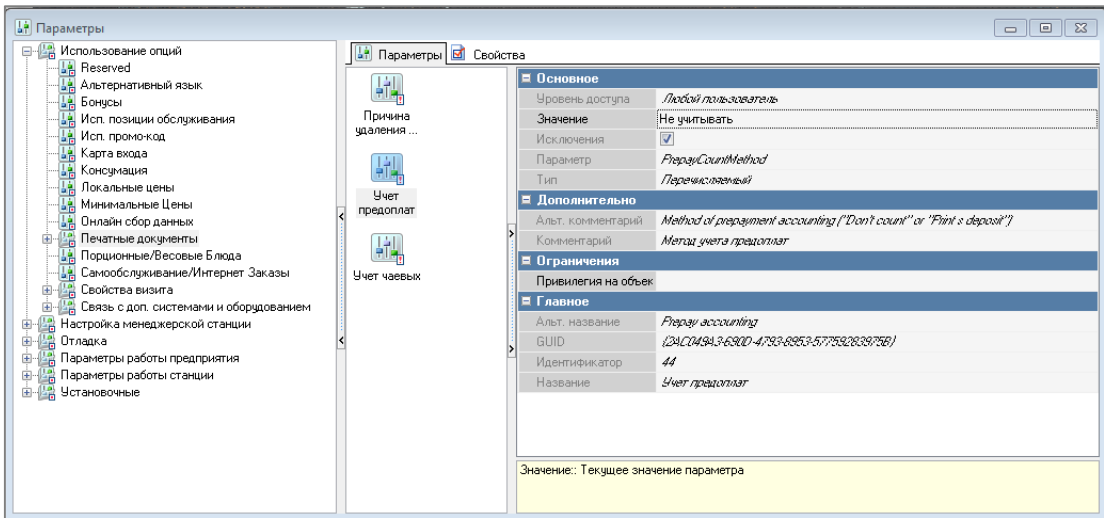 Параметры
Использование опций
Reserved
Альтернативный язык
Бонусы
Исп. позиции обслуживания
Исп. промо-код
Карта входа
Консумация
Локальные цены
Минимальные Цены
Онлайн сбор данных
Печатные документы
Порционные/Весовые Блюда
Самообслуживание/Интернет Заказы
Свойства визита
Связь с доп. системами и оборудованием
Настройка менеджерской станции
Отладка
Параметры работы предприятия
Параметры работы станции
Установочные
Параметры Свойства
Причина
удаления ...
Учет
предоплат
Учет чаевых
Основное
Уровень доступа Любой пользователь
Значение Не учитывать
Исключения
Параметр PrepayCountMethod
Тип Перечисляемый
Дополнительно
Альт. комментарий Method of prepayment accounting ("Don't count" or "Print s deposit")
Комментарий Метод учета предоплат
Ограничения
Привилегия на объек
Главное
Альт. название Prepay accounting
GUID {2AC049A3-690D-4793-8953-57759283975B}
Идентификатор 44
Название Учет предоплат
Значение:: Текущее значение параметра